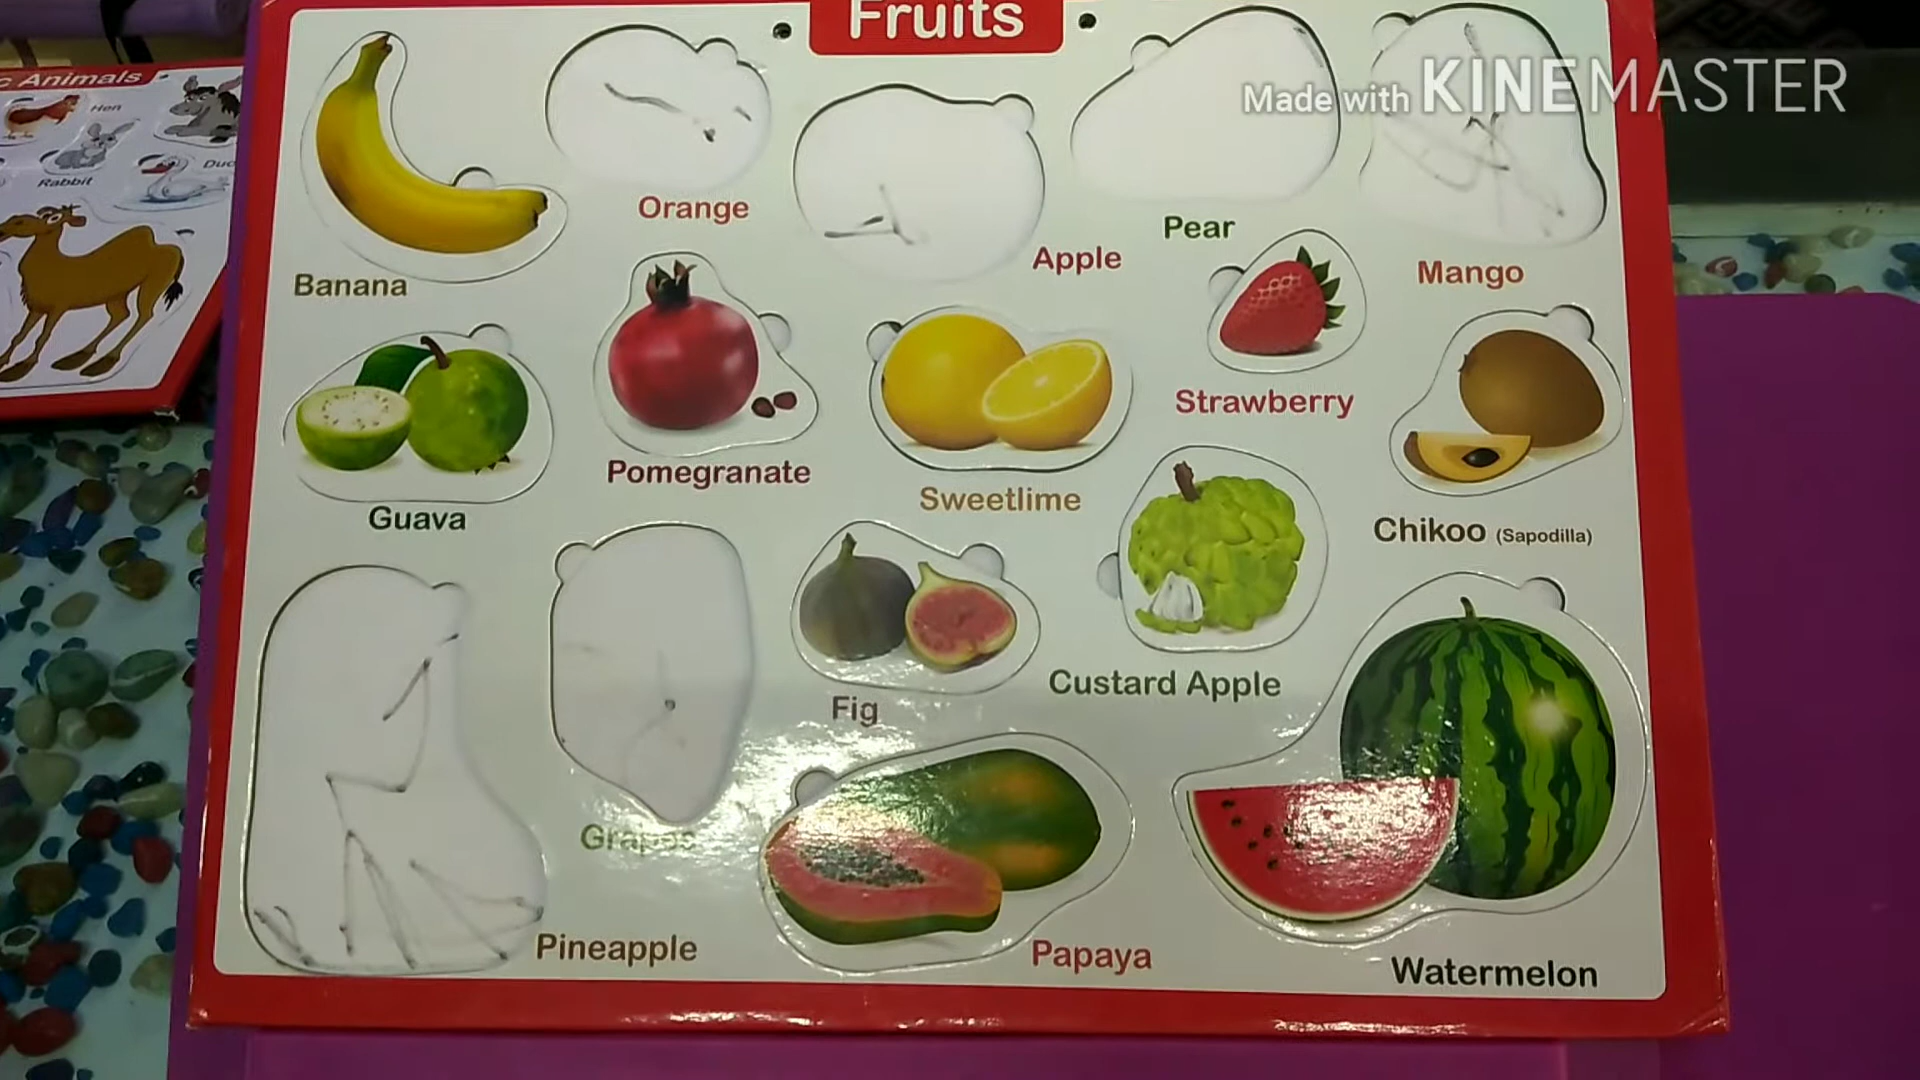 Fruits
Made with KINEMASTER
c Animals
Hen
Rabbit
Orange
Pear
Apple
Mango
Banana
Strawberry
Pomegranate
Sweetlime
Guava
Chikoo (Sapodilla)
Custard Apple
Fig
Grapes
Pineapple
Papaya
Watermelon